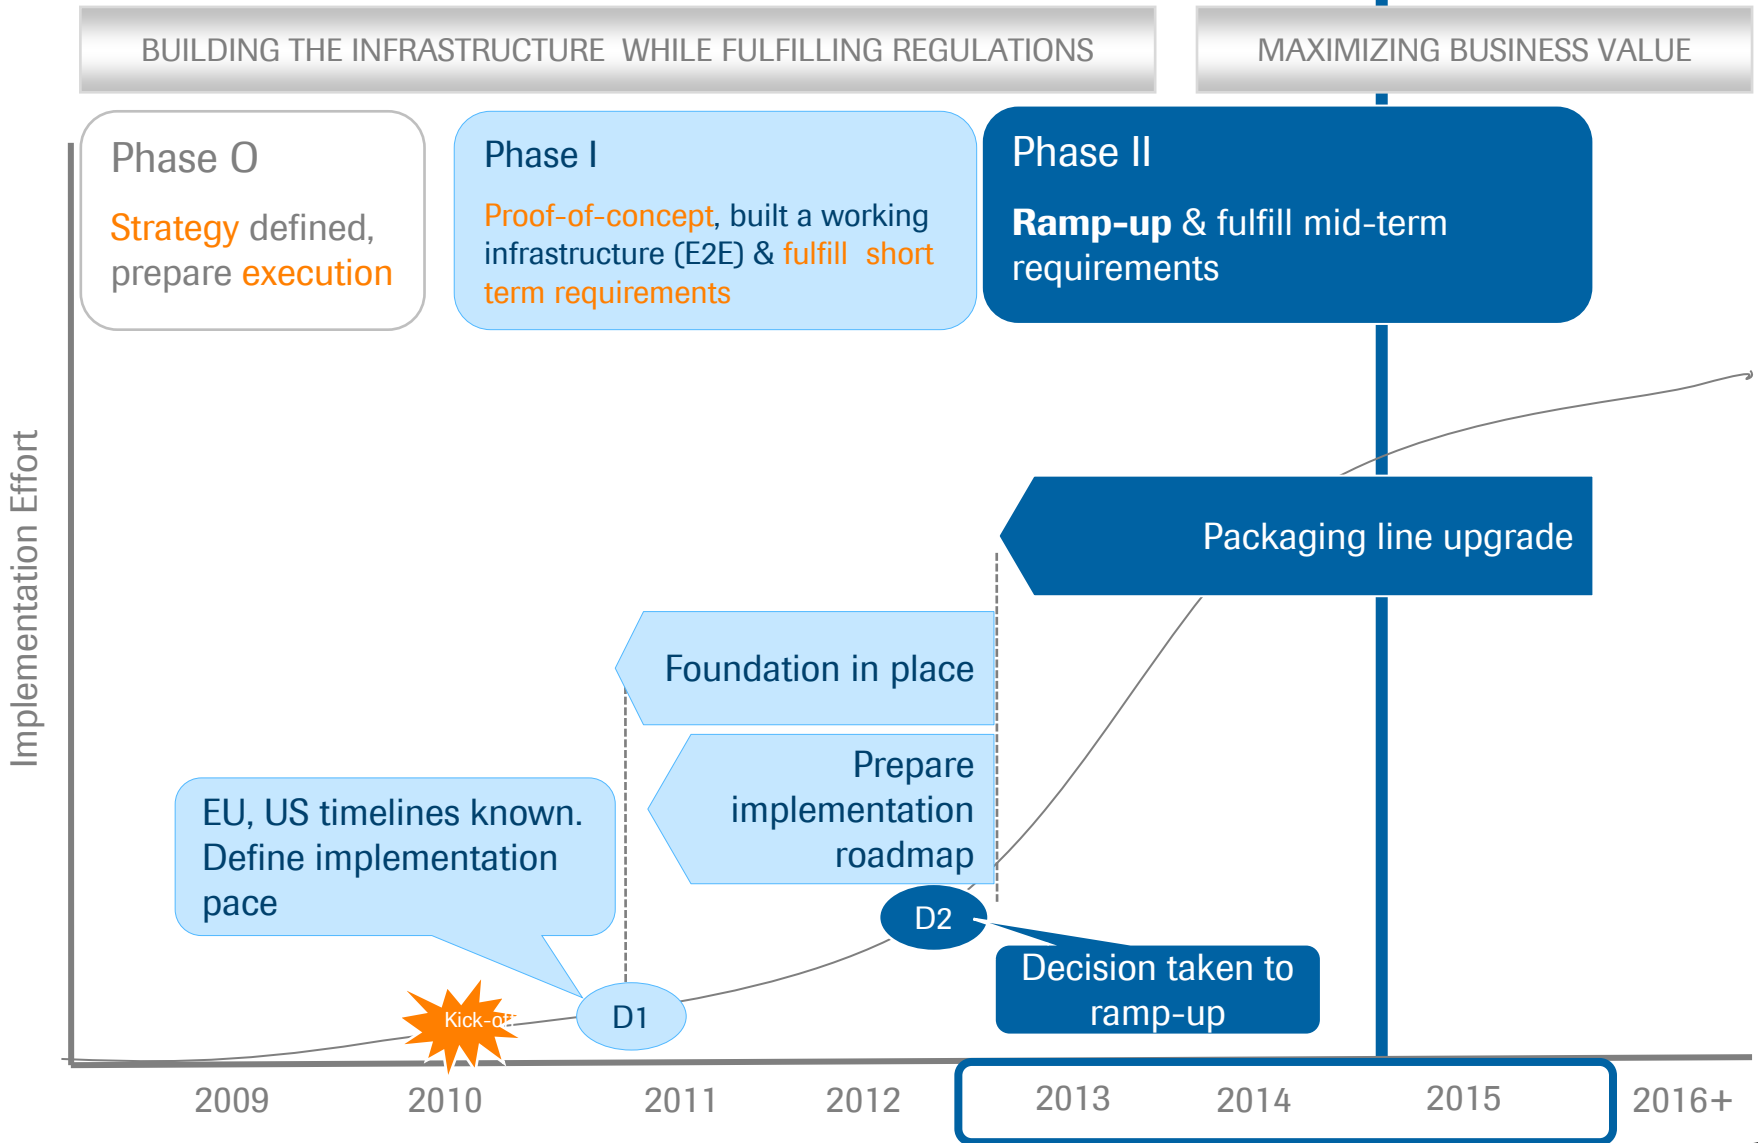 BUILDING THE INFRASTRUCTURE WHILE FULFILLING REGULATIONS
MAXIMIZING BUSINESS VALUE
Phase O
Strategy defined,
prepare execution
Phase I
Proof-of-concept, built a working
infrastructure (E2E) & fulfill short
term requirements
Phase II
Ramp-up & fulfill mid-term
requirements
Implementation Effort
Packaging line upgrade
Foundation in place
Prepare
implementation
roadmap
EU, US timelines known.
Define implementation
pace
D2
Decision taken to
ramp-up
Kick-off
D1
2009
2010
2011
2012
2013
2014
2015
2016+